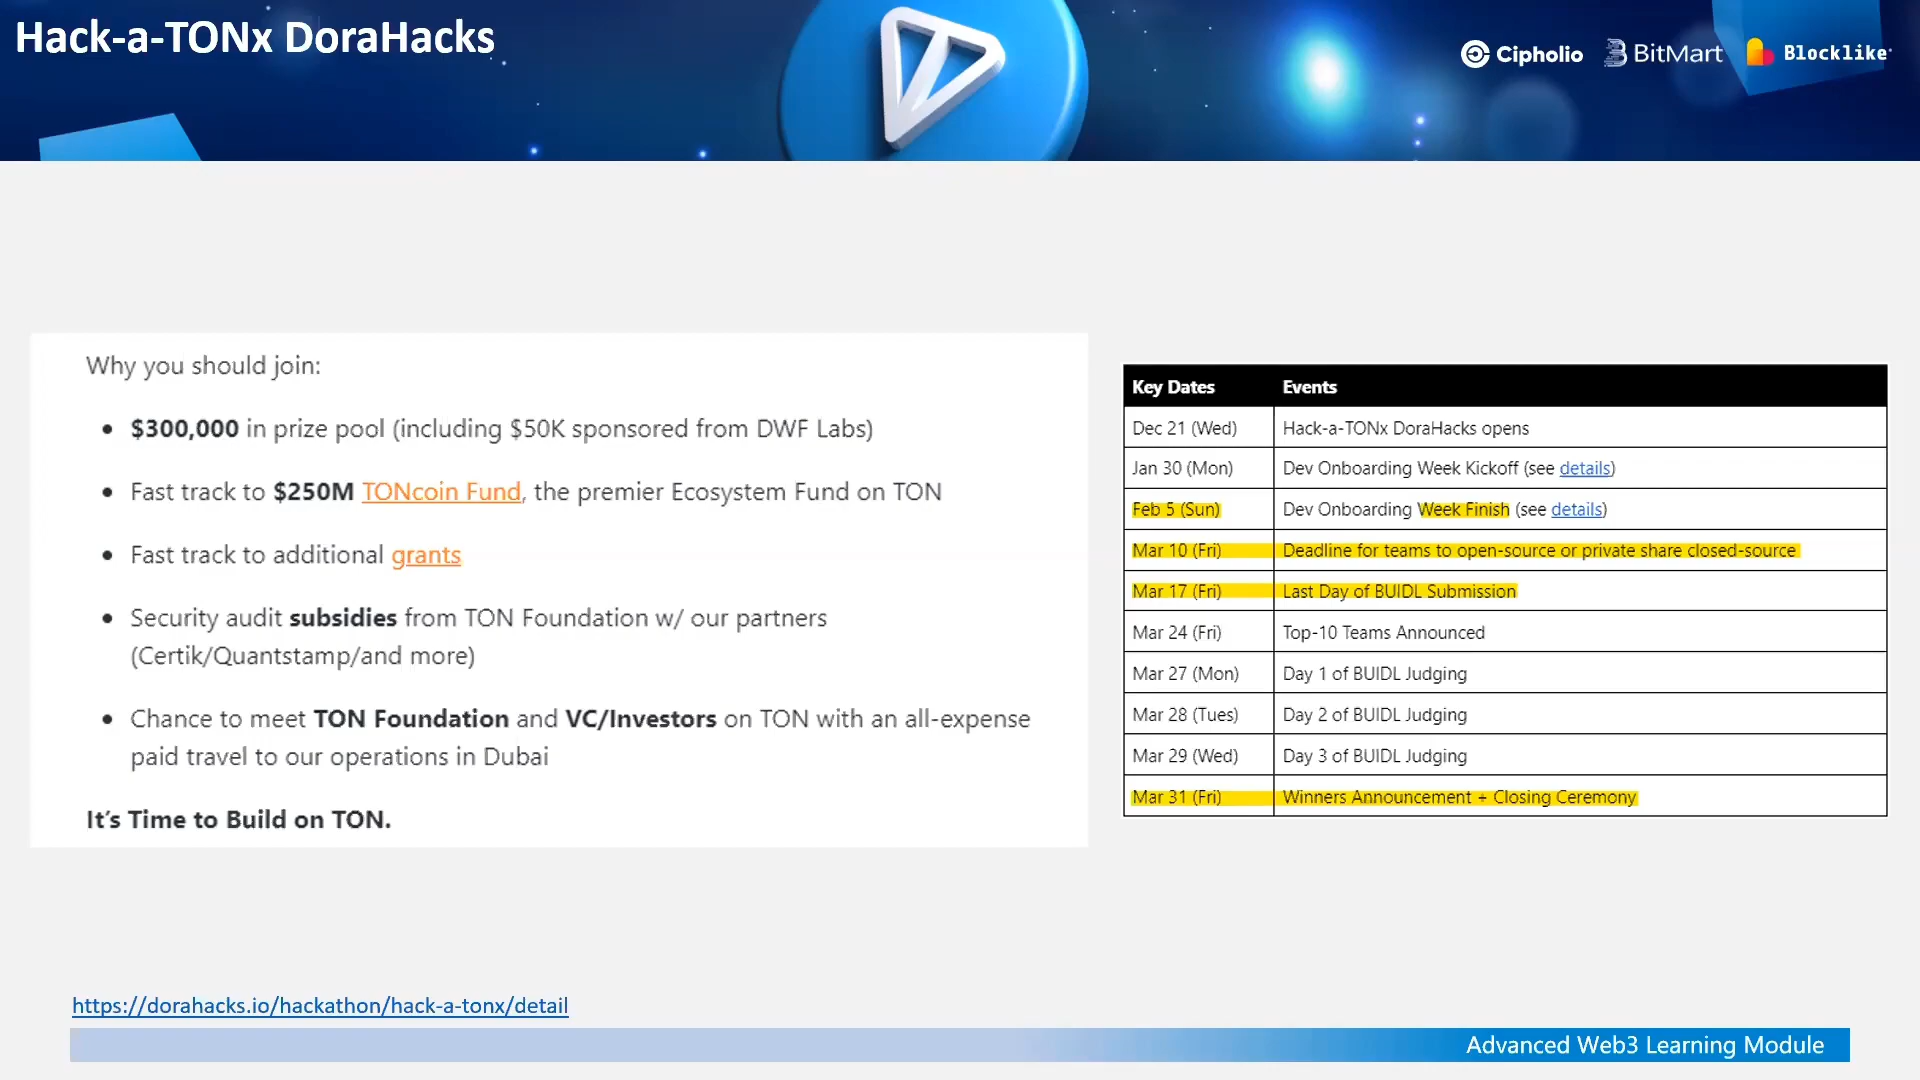 Hack-a-TONx DoraHacks
Cipholio
BitMart
Blocklike
Why you should join:
• $300,000 in prize pool (including $50K sponsored from DWF Labs)
• Fast track to $250M TONcoin Fund, the premier Ecosystem Fund on TON
• Fast track to additional grants
• Security audit subsidies from TON Foundation w/ our partners
(Certik/Quantstamp/and more)
• Chance to meet TON Foundation and VC/Investors on TON with an all-expense
paid travel to our operations in Dubai
It's Time to Build on TON.
Key Dates Events
Dec 21 (Wed) Hack-a-TONx DoraHacks opens
Jan 30 (Mon) Dev Onboarding Week Kickoff (see details)
Feb 5 (Sun) Dev Onboarding Week Finish (see details)
Mar 10 (Fri) Deadline for teams to open-source or private share closed-source
Mar 17 (Fri) Last Day of BUIDL Submission
Mar 24 (Fri) Top-10 Teams Announced
Mar 27 (Mon) Day 1 of BUIDL Judging
Mar 28 (Tues) Day 2 of BUIDL Judging
Mar 29 (Wed) Day 3 of BUIDL Judging
Mar 31 (Fri) Winners Announcement + Closing Ceremony
https://dorahacks.io/hackathon/hack-a-tonx/detail
Advanced Web3 Learning Module